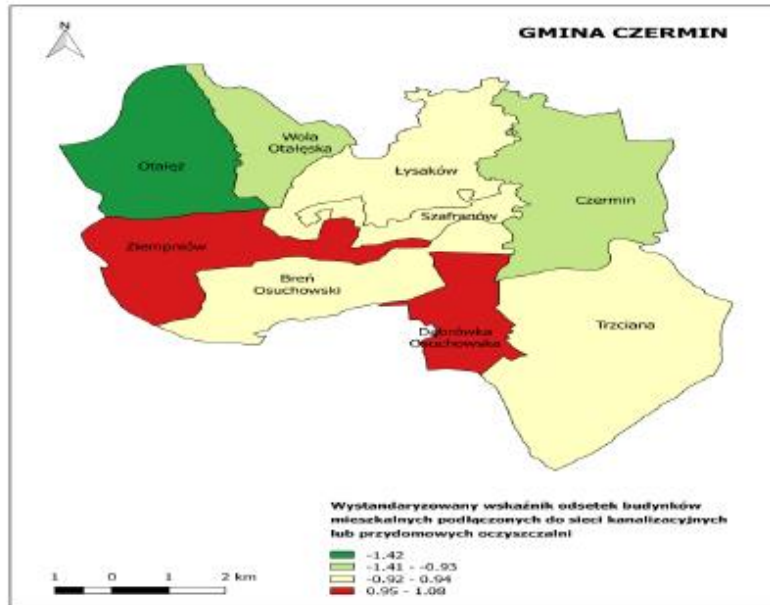 N
GMINA CZERMIN
Wola
Otałęska
Otałęż
Łysaków
Czermin
Szafranów
Ziempniów
Breń
Osuchowski
Trzciana
Dąbrówka
Osuchowska
Wystandaryzowany wskaźnik odsetek budynków
mieszkalnych podłączonych do sieci kanalizacyjnych
lub przydomowych oczyszczalni
-1.42
-1.41 - -0.93
-0.92 - 0.94
0.95 - 1.08
1 0 1 2 km